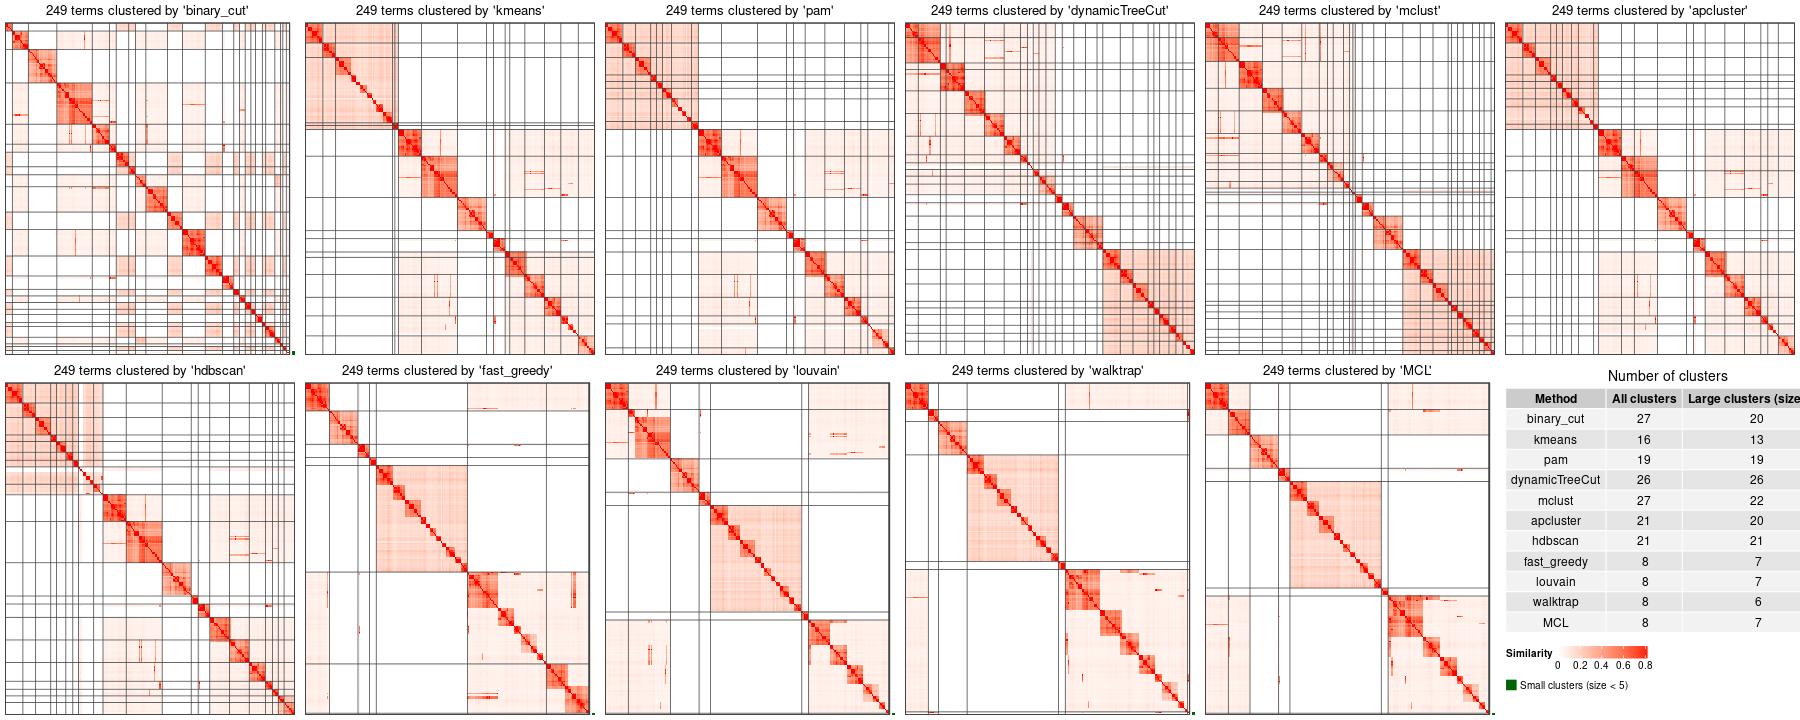 249 terms clustered by 'binary_cut'
249 terms clustered by 'kmeans'
249 terms clustered by 'pam'
249 terms clustered by 'dynamicTreeCut'
249 terms clustered by 'mclust'
249 terms clustered by 'apcluster'
249 terms clustered by 'hdbscan'
249 terms clustered by 'fast_greedy'
249 terms clustered by 'louvain'
249 terms clustered by 'walktrap'
249 terms clustered by 'MCL'
Number of clusters
Method All clusters Large clusters (size
binary_cut 27 20
kmeans 16 13
pam 19 19
dynamicTreeCut 26 26
mclust 27 22
apcluster 21 20
hdbscan 21 21
fast_greedy 8 7
louvain 8 7
walktrap 8 6
MCL 8 7
Similarity
0 0.2 0.4 0.6 0.8
Small clusters (size < 5)